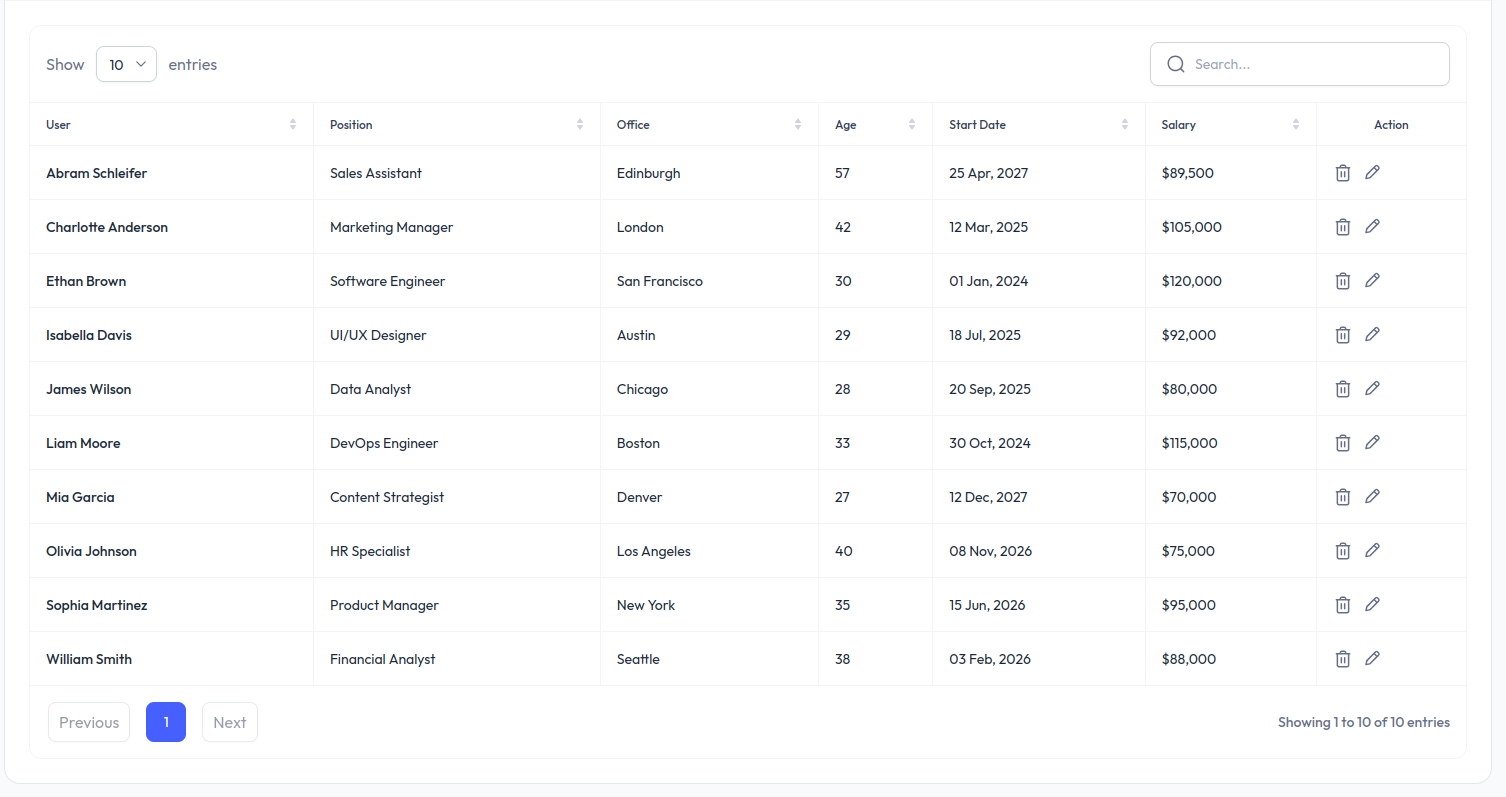 Show 10 entries Search...
User Position Office Age Start Date Salary Action
Abram Schleifer Sales Assistant Edinburgh 57 25 Apr, 2027 $89,500
Charlotte Anderson Marketing Manager London 42 12 Mar, 2025 $105,000
Ethan Brown Software Engineer San Francisco 30 01 Jan, 2024 $120,000
Isabella Davis UI/UX Designer Austin 29 18 Jul, 2025 $92,000
James Wilson Data Analyst Chicago 28 20 Sep, 2025 $80,000
Liam Moore DevOps Engineer Boston 33 30 Oct, 2024 $115,000
Mia Garcia Content Strategist Denver 27 12 Dec, 2027 $70,000
Olivia Johnson HR Specialist Los Angeles 40 08 Nov, 2026 $75,000
Sophia Martinez Product Manager New York 35 15 Jun, 2026 $95,000
William Smith Financial Analyst Seattle 38 03 Feb, 2026 $88,000
Previous 1 Next Showing 1 to 10 of 10 entries